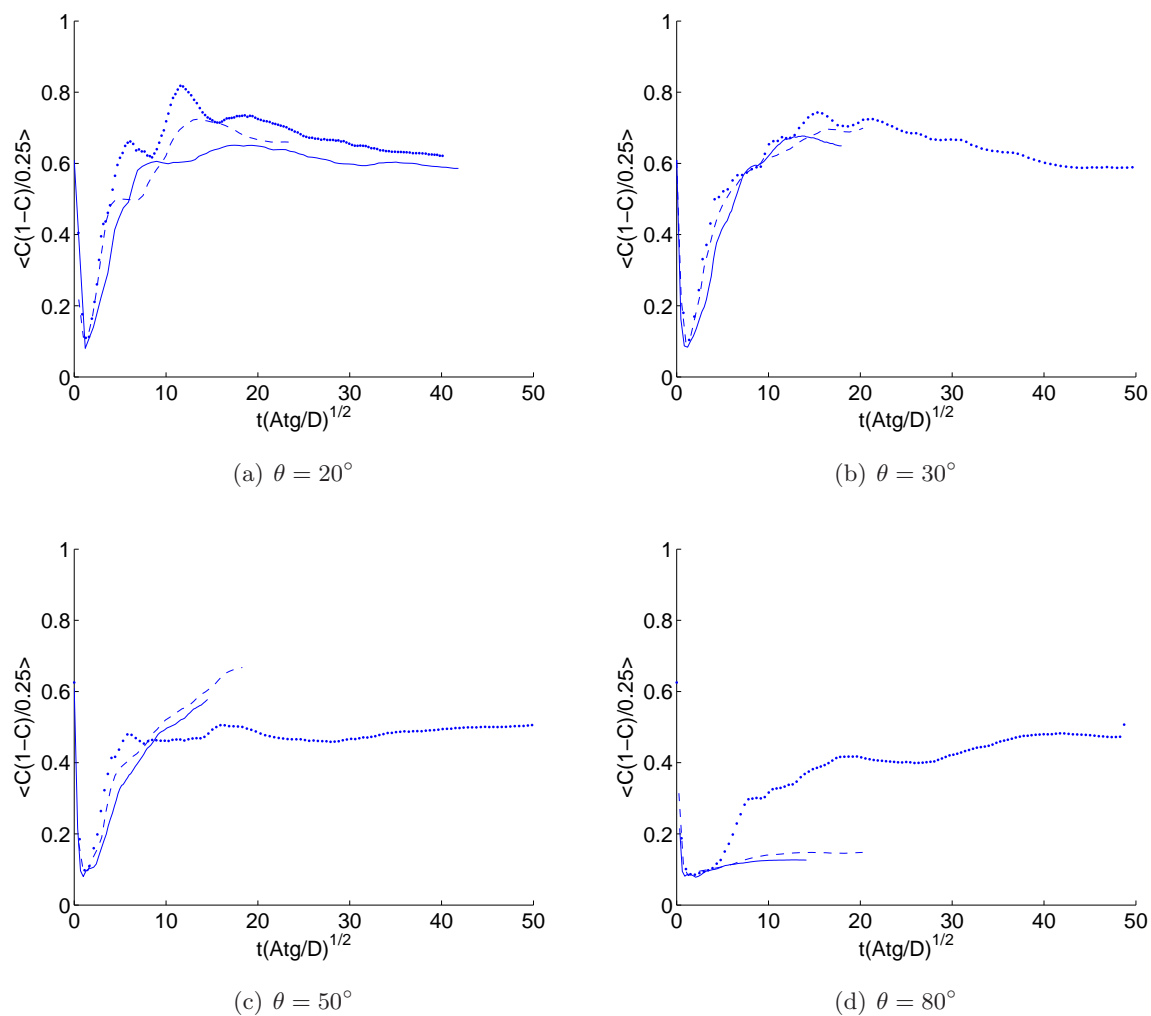 1 1
0.8 0.8
0.6 0.6
0.4 0.4
0.2 0.2
0 0
<C(1−C)/0.25> <C(1−C)/0.25>
0 10 20 30 40 50 0 10 20 30 40 50
t(Atg/D)^1/2 t(Atg/D)^1/2
(a) θ = 20° (b) θ = 30°
1 1
0.8 0.8
0.6 0.6
0.4 0.4
0.2 0.2
0 0
<C(1−C)/0.25> <C(1−C)/0.25>
0 10 20 30 40 50 0 10 20 30 40 50
t(Atg/D)^1/2 t(Atg/D)^1/2
(c) θ = 50° (d) θ = 80°